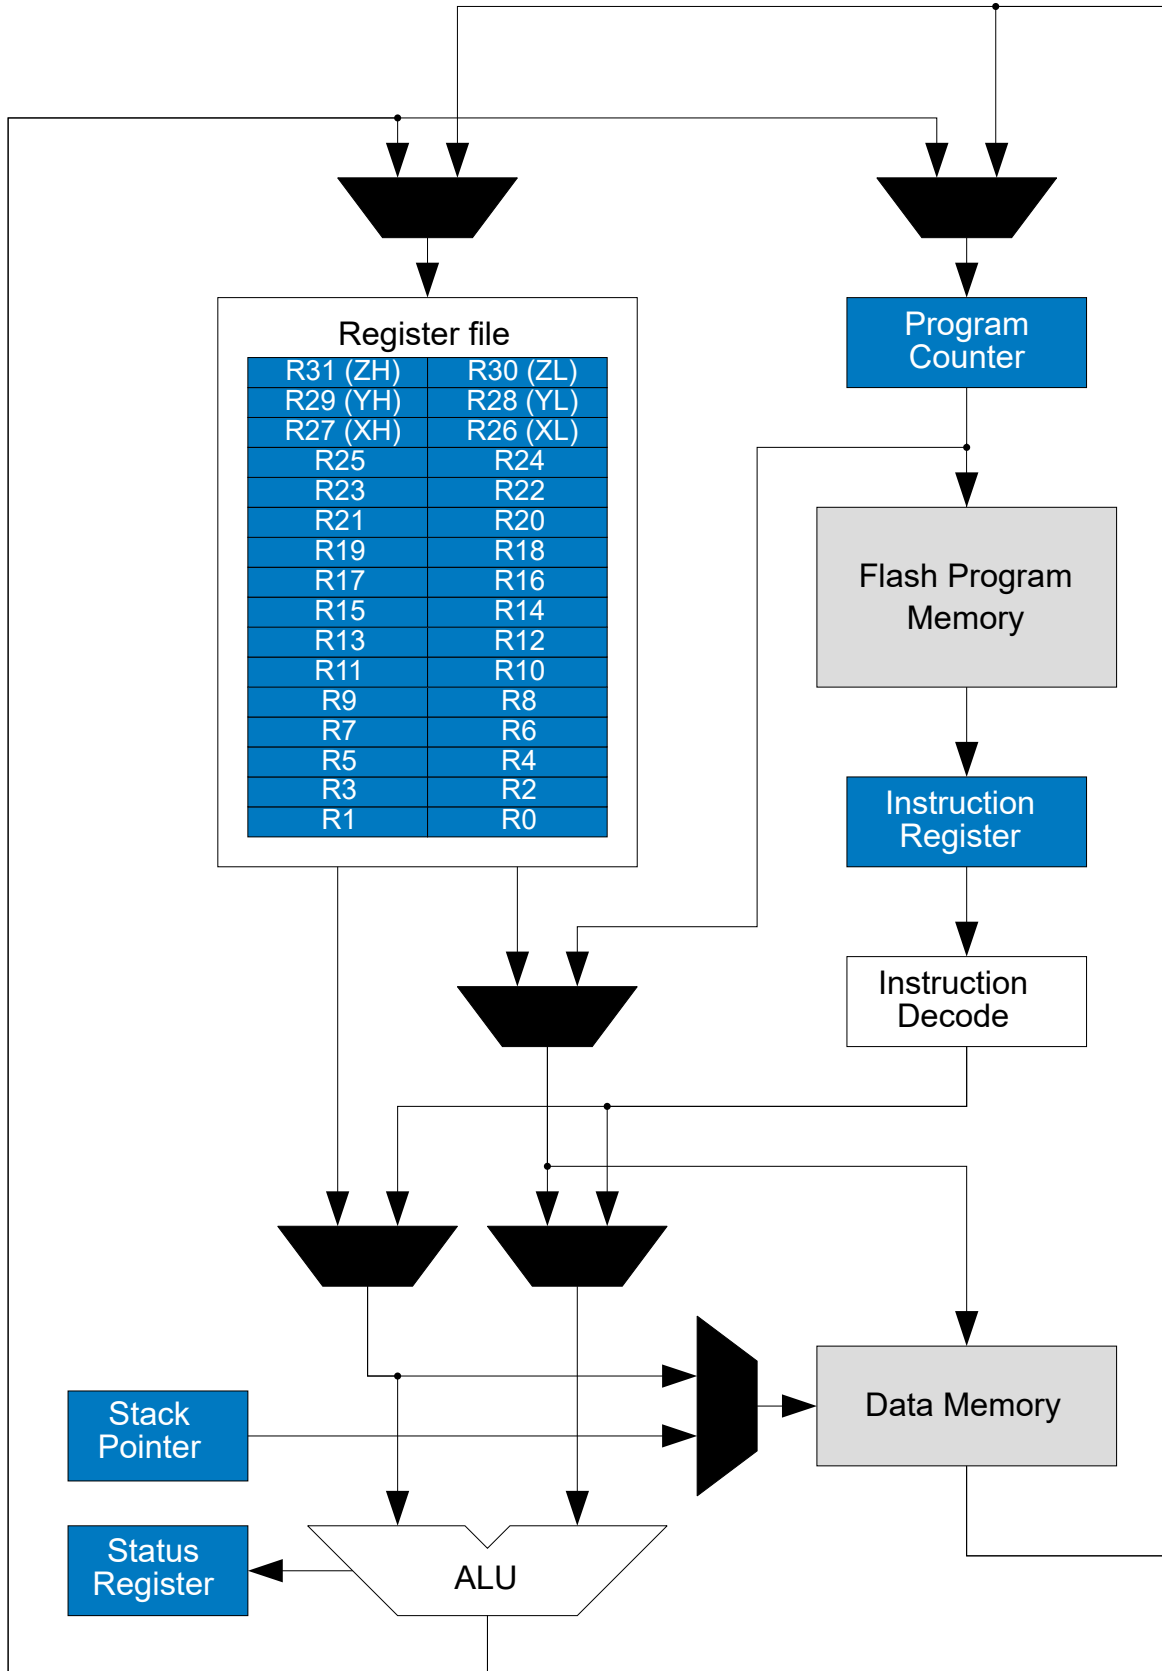 Register file
R31 (ZH) R30 (ZL)
R29 (YH) R28 (YL)
R27 (XH) R26 (XL)
R25 R24
R23 R22
R21 R20
R19 R18
R17 R16
R15 R14
R13 R12
R11 R10
R9 R8
R7 R6
R5 R4
R3 R2
R1 R0
Program
Counter
Flash Program
Memory
Instruction
Register
Instruction
Decode
Data Memory
Stack
Pointer
Status
Register
ALU